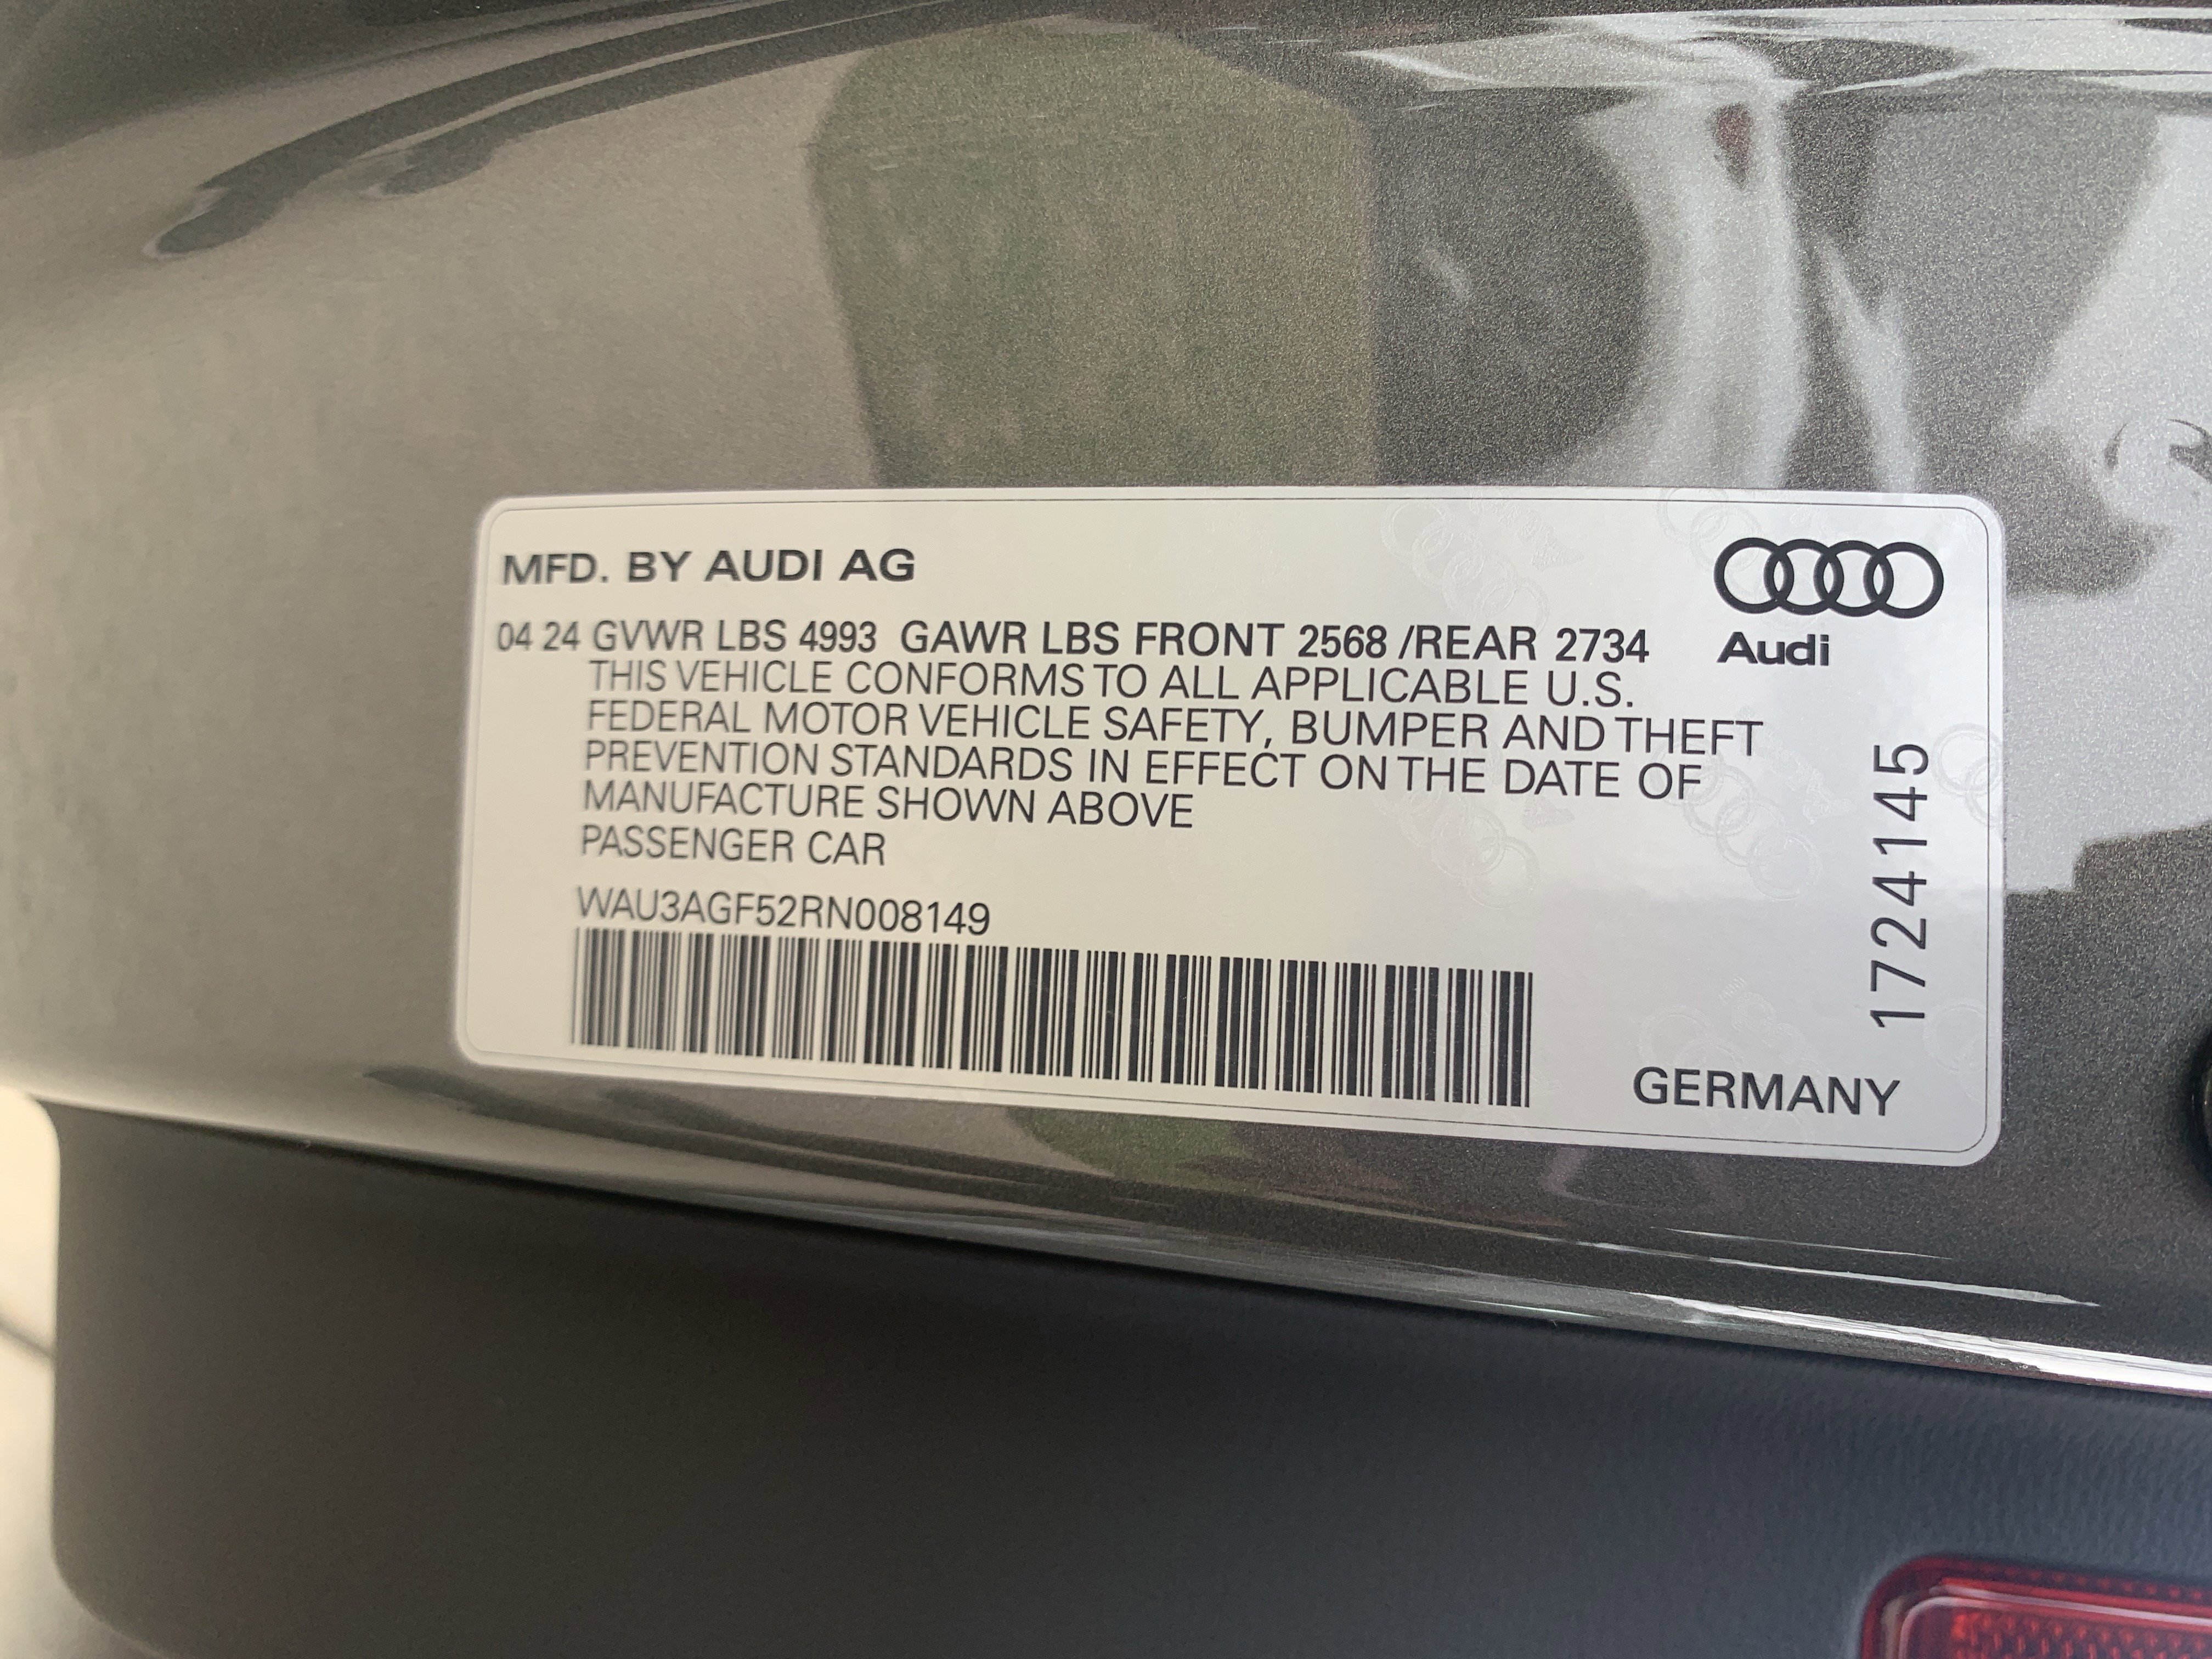 MFD. BY AUDI AG
04 24 GVWR LBS 4993 GAWR LBS FRONT 2568 /REAR 2734
THIS VEHICLE CONFORMS TO ALL APPLICABLE U.S.
FEDERAL MOTOR VEHICLE SAFETY, BUMPER AND THEFT
PREVENTION STANDARDS IN EFFECT ON THE DATE OF
MANUFACTURE SHOWN ABOVE
PASSENGER CAR
WAU3AGF52RN008149
Audi
1724145
GERMANY